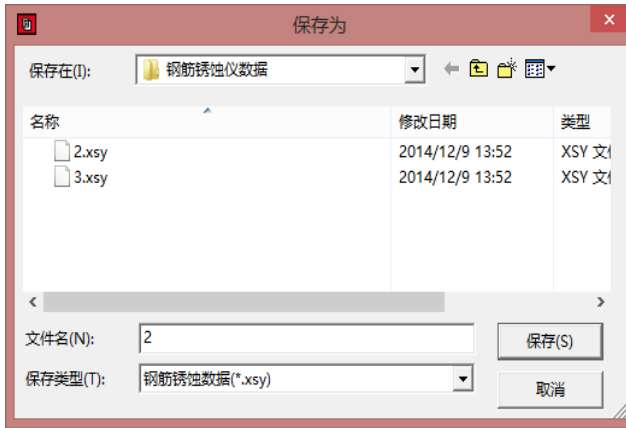 保存为
保存在(I): 钢筋锈蚀仪数据
名称 修改日期 类型
2.xsy 2014/12/9 13:52 XSY 文
3.xsy 2014/12/9 13:52 XSY 文
文件名(N): 2 保存(S)
保存类型(T): 钢筋锈蚀数据(*.xsy) 取消